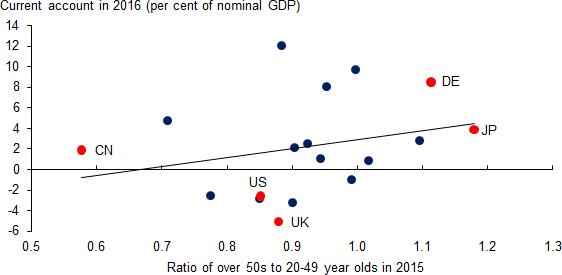 Current account in 2016 (per cent of nominal GDP)
14
12
10
8
6
4
2
0
-2
-4
-6
DE
JP
CN
US
UK
0.5 0.6 0.7 0.8 0.9 1.0 1.1 1.2 1.3
Ratio of over 50s to 20-49 year olds in 2015